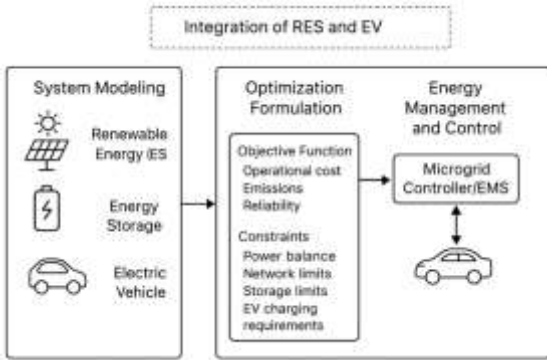 Integration of RES and EV
System Modeling
Renewable
Energy (ES
Energy
Storage
Electric
Vehicle
Optimization
Formulation
Objective Function
Operational cost
Emissions
Reliability
Constraints
Power balance
Network limits
Storage limits
EV charging
requirements
Energy
Management
and Control
Microgrid
Controller/EMS